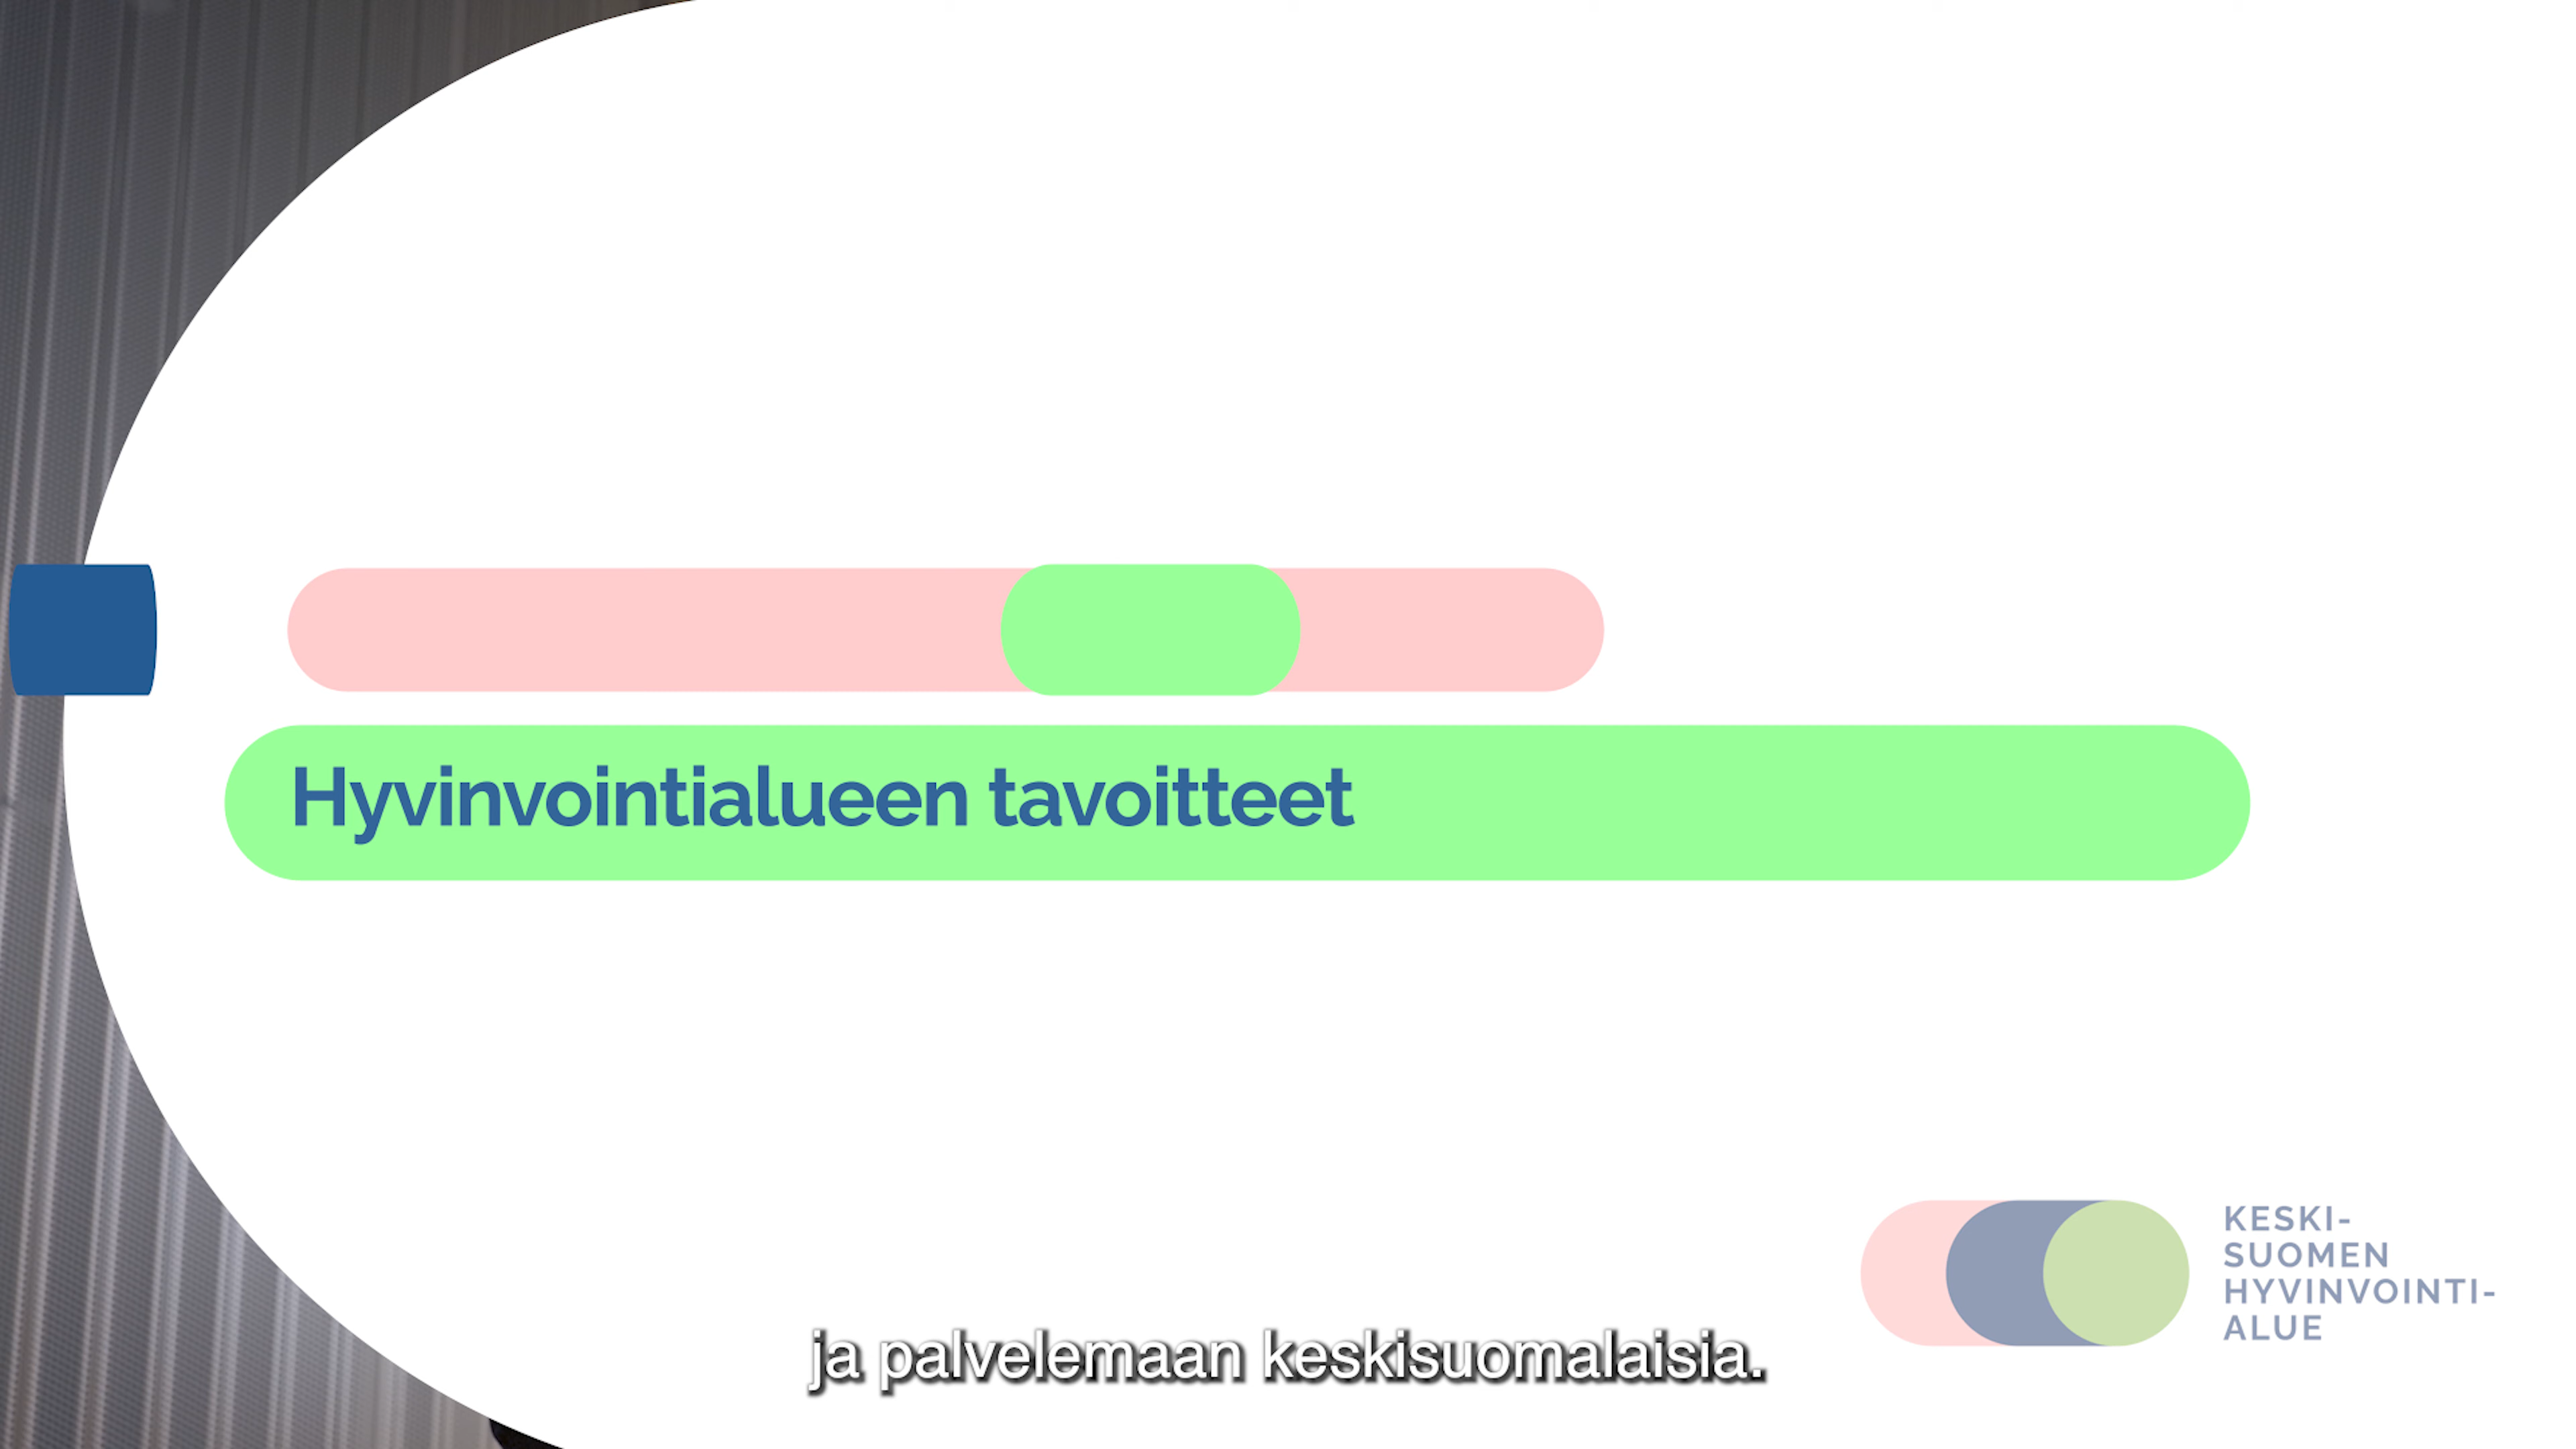 Hyvinvointialueen tavoitteet
KESKI-
SUOMEN
HYVINVOINTI-
ALUE
ja palvelemaan keskisuomalaisia.